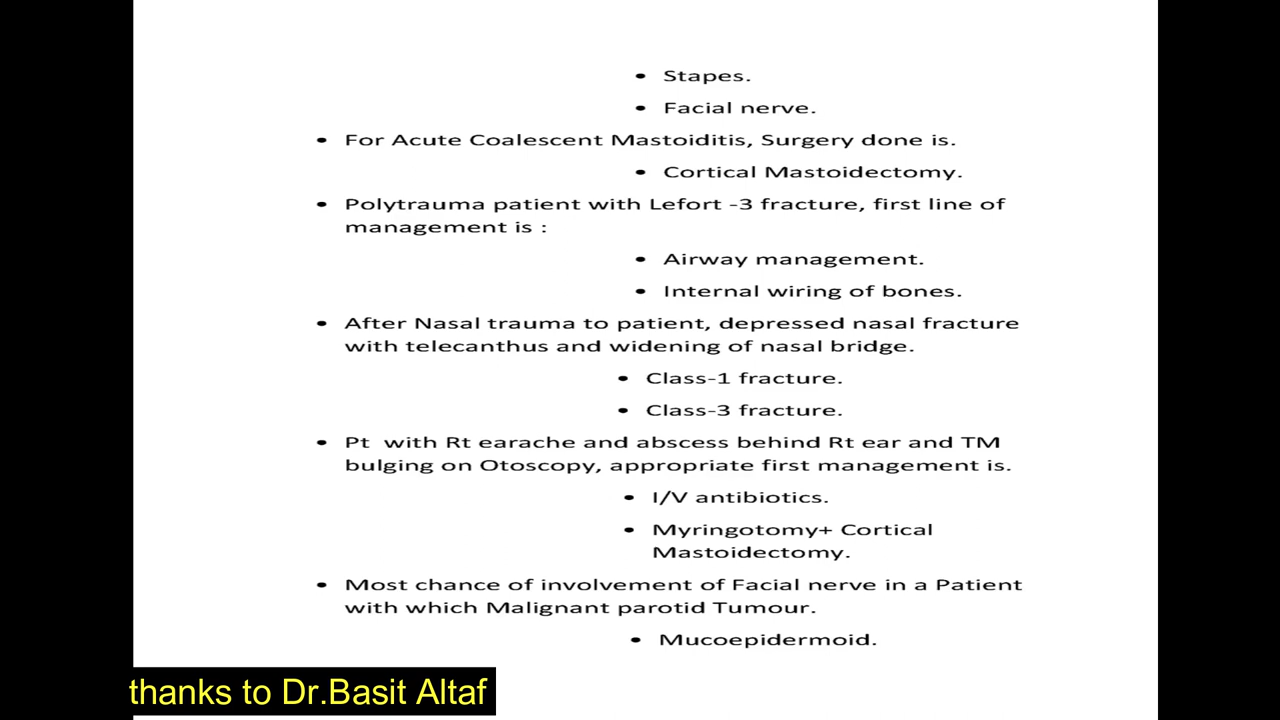 • Stapes.
• Facial nerve.
• For Acute Coalescent Mastoiditis, Surgery done is.
• Cortical Mastoidectomy.
• Polytrauma patient with Lefort -3 fracture, first line of
management is :
• Airway management.
• Internal wiring of bones.
• After Nasal trauma to patient, depressed nasal fracture
with telecanthus and widening of nasal bridge.
• Class-1 fracture.
• Class-3 fracture.
• Pt with Rt earache and abscess behind Rt ear and TM
bulging on Otoscopy, appropriate first management is.
• I/V antibiotics.
• Myringotomy+ Cortical
Mastoidectomy.
• Most chance of involvement of Facial nerve in a Patient
with which Malignant parotid Tumour.
• Mucoepidermoid.
thanks to Dr.Basit Altaf